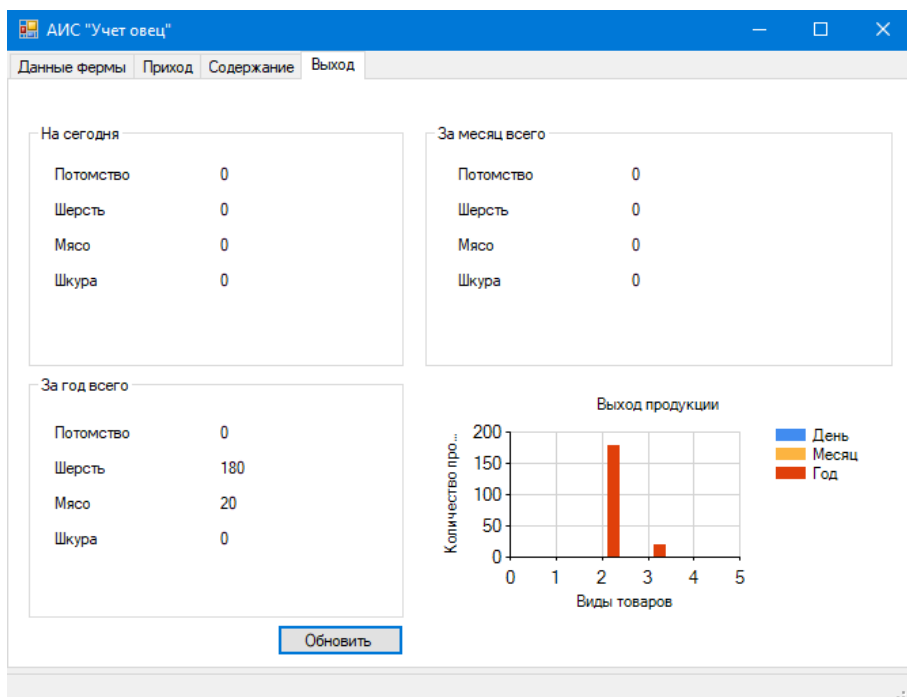 АИС "Учет овец"
Данные фермы Приход Содержание Выход
На сегодня
Потомство 0
Шерсть 0
Мясо 0
Шкура 0
За месяц всего
Потомство 0
Шерсть 0
Мясо 0
Шкура 0
За год всего
Потомство 0
Шерсть 180
Мясо 20
Шкура 0
Обновить
Выход продукции
Количество про...
200
150
100
50
0
0 1 2 3 4 5
Виды товаров
День
Месяц
Год